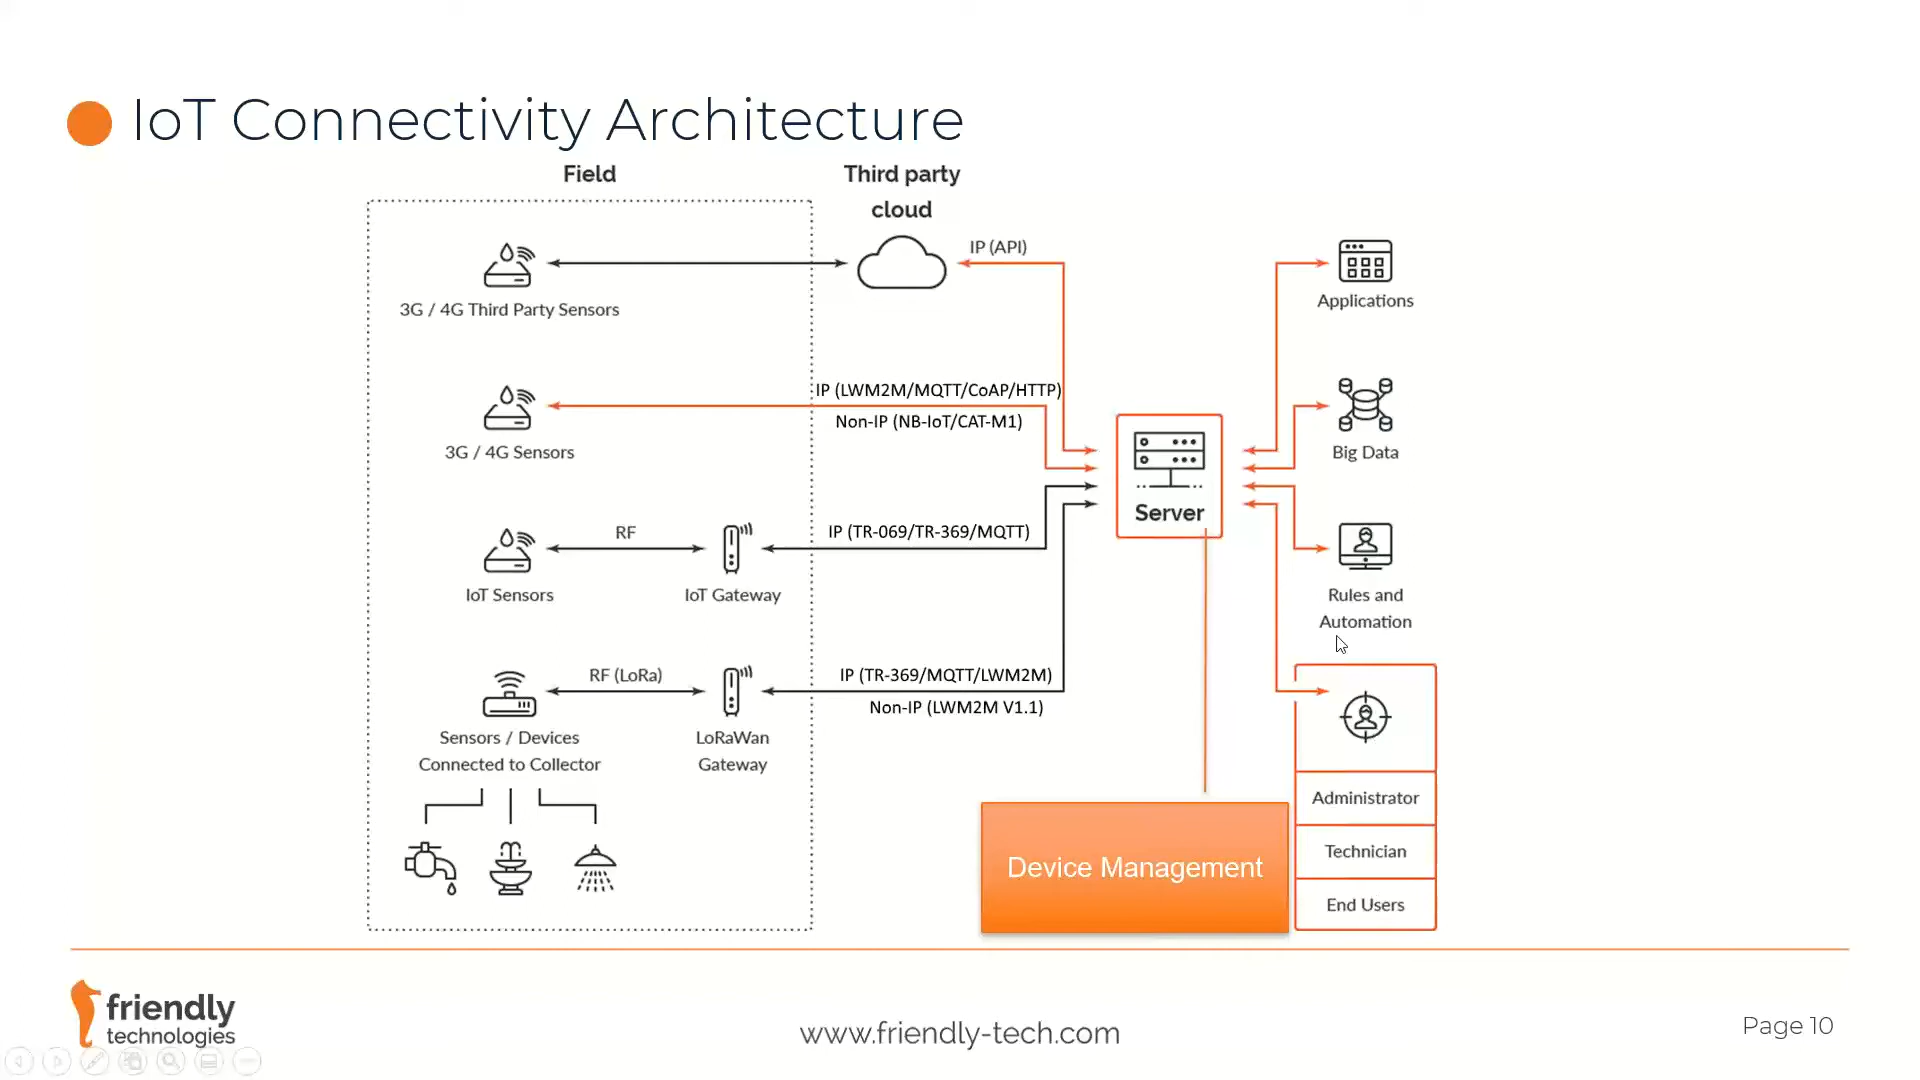 IoT Connectivity Architecture
Field
Third party
cloud
IP (API)
3G / 4G Third Party Sensors
Applications
IP (LWM2M/MQTT/CoAP/HTTP)
Non-IP (NB-IoT/CAT-M1)
3G / 4G Sensors
Big Data
Server
RF
IP (TR-069/TR-369/MQTT)
IoT Sensors
IoT Gateway
Rules and
Automation
RF (LoRa)
IP (TR-369/MQTT/LWM2M)
Non-IP (LWM2M V1.1)
Sensors / Devices
Connected to Collector
LoRaWan
Gateway
Device Management
Administrator
Technician
End Users
friendly
technologies
www.friendly-tech.com
Page 10